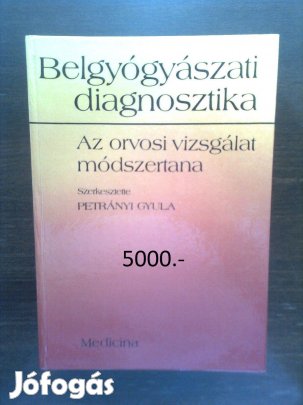 Belgyógyászati
diagnosztika
Az orvosi vizsgálat
módszertana
Szerkesztette
PETRÁNYI GYULA
5000.-
Medicina
Jófogás